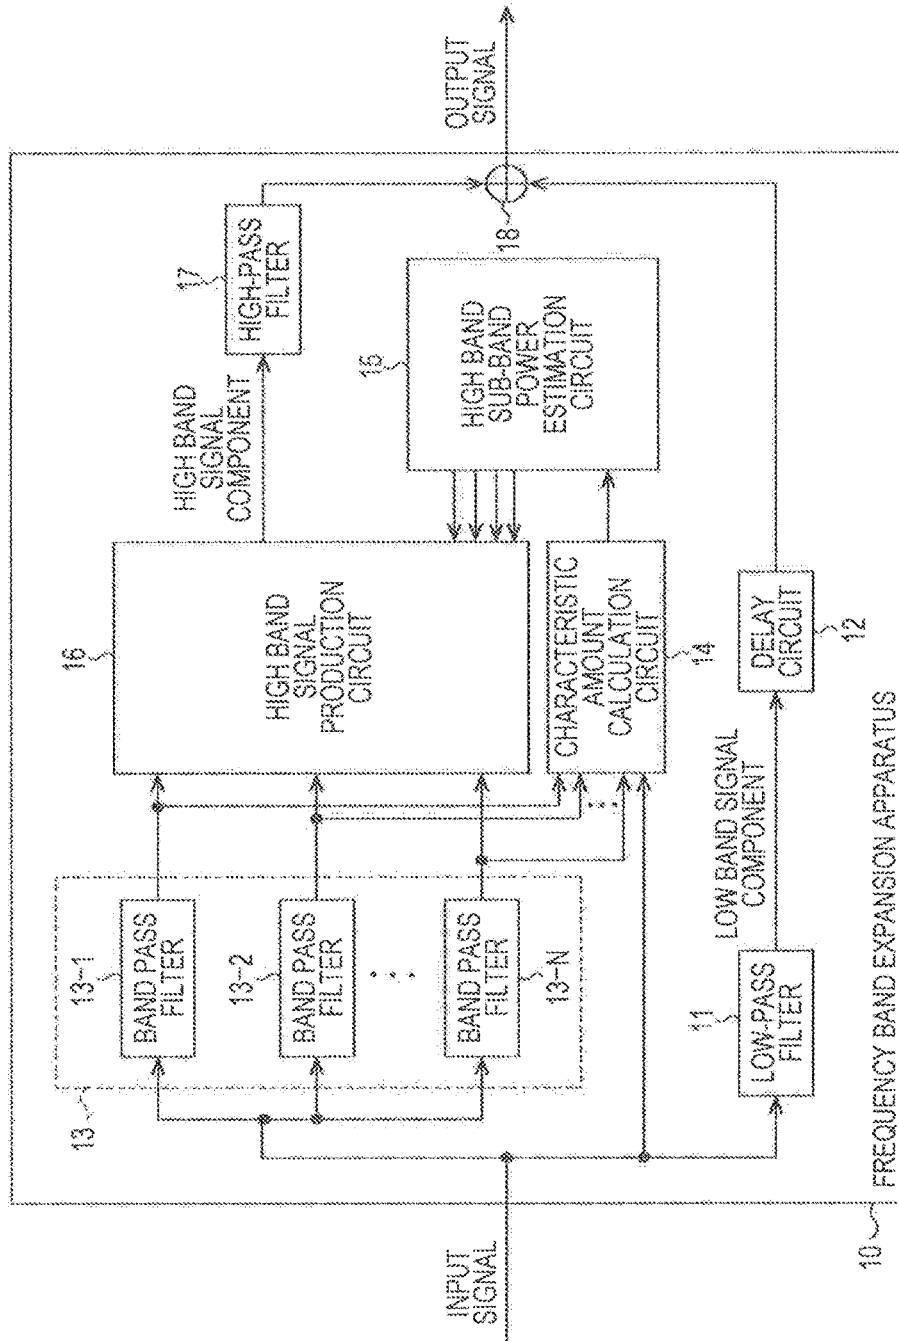 INPUT
SIGNAL
10
FREQUENCY BAND EXPANSION APPARATUS
13
13-1
BAND PASS
FILTER
13-2
BAND PASS
FILTER
...
BAND PASS
FILTER
13-N
11
LOW-PASS
FILTER
LOW BAND SIGNAL
COMPONENT
DELAY
CIRCUIT
12
16
HIGH BAND
SIGNAL
PRODUCTION
CIRCUIT
...
CHARACTERISTIC
AMOUNT
CALCULATION
CIRCUIT
14
HIGH BAND
SIGNAL
COMPONENT
17
HIGH-PASS
FILTER
15
HIGH BAND
SUB-BAND
POWER
ESTIMATION
CIRCUIT
18
OUTPUT
SIGNAL